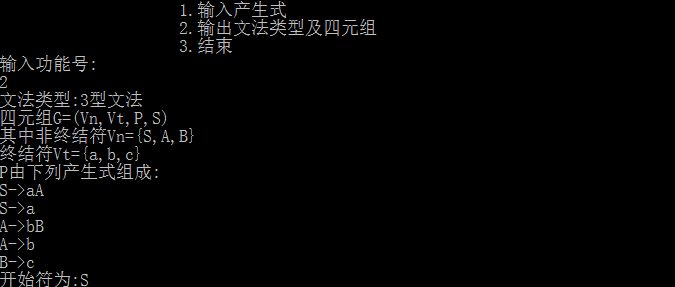 1.输入产生式
2.输出文法类型及四元组
3.结束
输入功能号:
2
文法类型:3型文法
四元组G=(Vn,Vt,P,S)
其中非终结符Vn={S,A,B}
终结符Vt={a,b,c}
P由下列产生式组成:
S->aA
S->a
A->bB
A->b
B->c
开始符为:S